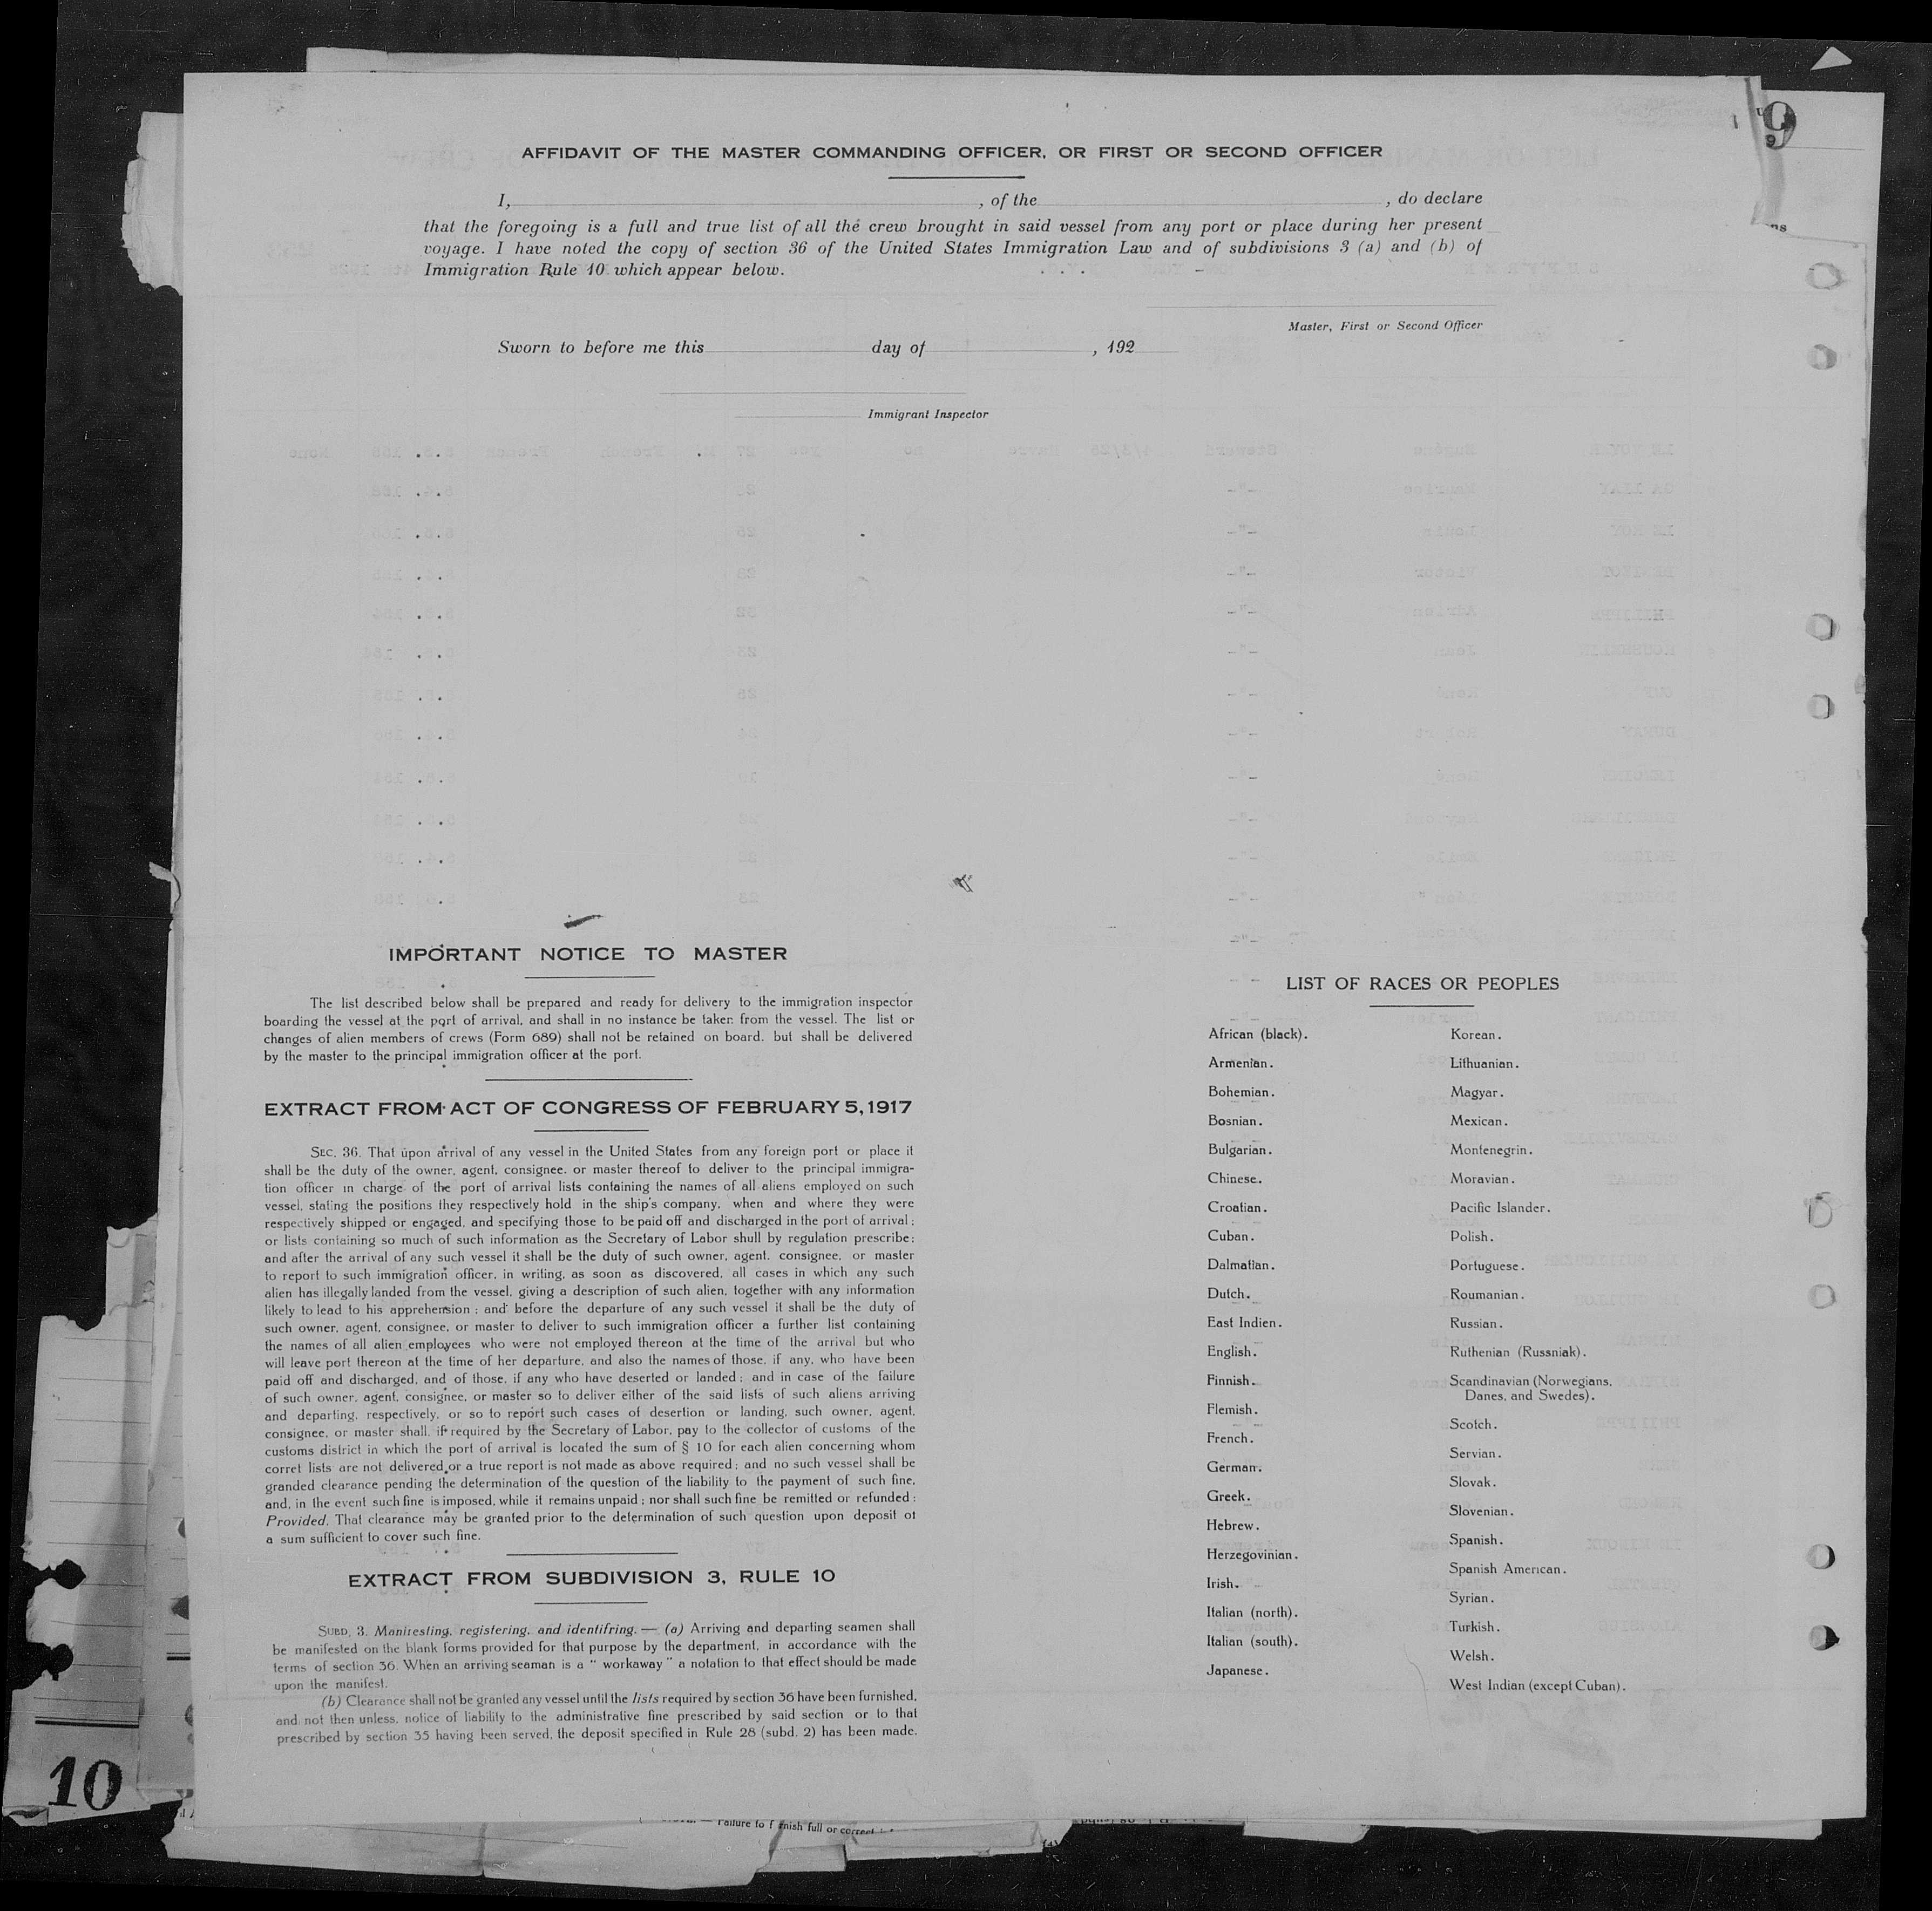 9
9
AFFIDAVIT OF THE MASTER COMMANDING OFFICER, OR FIRST OR SECOND OFFICER
I, , of the , do declare
that the foregoing is a full and true list of all the crew brought in said vessel from any port or place during her present
voyage. I have noted the copy of section 36 of the United States Immigration Law and of subdivisions 3 (a) and (b) of
Immigration Rule 10 which appear below.
Master, First or Second Officer
Sworn to before me this day of , 192
Immigrant Inspector
IMPORTANT NOTICE TO MASTER
The list described below shall be prepared and ready for delivery to the immigration inspector
boarding the vessel at the port of arrival, and shall in no instance be taken from the vessel. The list or
changes of alien members of crews (Form 689) shall not be retained on board, but shall be delivered
by the master to the principal immigration officer at the port.
EXTRACT FROM ACT OF CONGRESS OF FEBRUARY 5, 1917
SEC. 36. That upon arrival of any vessel in the United States from any foreign port or place it
shall be the duty of the owner, agent, consignee, or master thereof to deliver to the principal immigra-
tion officer in charge of the port of arrival lists containing the names of all aliens employed on such
vessel, stating the positions they respectively hold in the ship's company, when and where they were
respectively shipped or engaged, and specifying those to be paid off and discharged in the port of arrival;
or lists containing so much of such information as the Secretary of Labor shull by regulation prescribe;
and after the arrival of any such vessel it shall be the duty of such owner, agent, consignee, or master
to report to such immigration officer, in writing, as soon as discovered, all cases in which any such
alien has illegally landed from the vessel, giving a description of such alien, together with any information
likely to lead to his apprehension ; and before the departure of any such vessel it shall be the duty of
such owner, agent, consignee, or master to deliver to such immigration officer a further list containing
the names of all alien employees who were not employed thereon at the time of the arrival but who
will leave port thereon at the time of her departure, and also the names of those, if any, who have been
paid off and discharged, and of those, if any who have deserted or landed ; and in case of the failure
of such owner, agent, consignee, or master so to deliver either of the said lists of such aliens arriving
and departing, respectively, or so to report such cases of desertion or landing, such owner, agent,
consignee, or master shall, if required by the Secretary of Labor, pay to the collector of customs of the
customs district in which the port of arrival is located the sum of § 10 for each alien concerning whom
corret lists are not delivered or a true report is not made as above required ; and no such vessel shall be
granded clearance pending the determination of the question of the liability to the payment of such fine,
and, in the event such fine is imposed, while it remains unpaid ; nor shall such fine be remitted or refunded :
Provided, That clearance may be granted prior to the determination of such question upon deposit of
a sum sufficient to cover such fine.
EXTRACT FROM SUBDIVISION 3, RULE 10
SUBD. 3. Manifesting, registering, and identifring. — (a) Arriving and departing seamen shall
be manifested on the blank forms provided for that purpose by the department, in accordance with the
terms of section 36. When an arriving seaman is a " workaway " a notation to that effect should be made
upon the manifest.
(b) Clearance shall not be granted any vessel until the lists required by section 36 have been furnished,
and not then unless, notice of liability to the administrative fine prescribed by said section or to that
prescribed by section 35 having been served, the deposit specified in Rule 28 (subd. 2) has been made.
LIST OF RACES OR PEOPLES
African (black).
Armenian.
Bohemian.
Bosnian.
Bulgarian.
Chinese.
Croatian.
Cuban.
Dalmatian.
Dutch.
East Indien.
English.
Finnish.
Flemish.
French.
German.
Greek.
Hebrew.
Herzegovinian.
Irish.
Italian (north).
Italian (south).
Japanese.
Korean.
Lithuanian.
Magyar.
Mexican.
Montenegrin.
Moravian.
Pacific Islander.
Polish.
Portuguese.
Roumanian.
Russian.
Ruthenian (Russniak).
Scandinavian (Norwegians,
Danes, and Swedes).
Scotch.
Servian.
Slovak.
Slovenian.
Spanish.
Spanish American.
Syrian.
Turkish.
Welsh.
West Indian (except Cuban).
10
full or